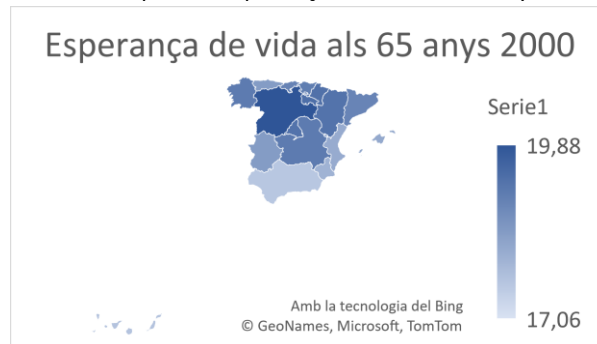 Esperança de vida als 65 anys 2000
Serie1
19,88
17,06
Amb la tecnologia del Bing
© GeoNames, Microsoft, TomTom